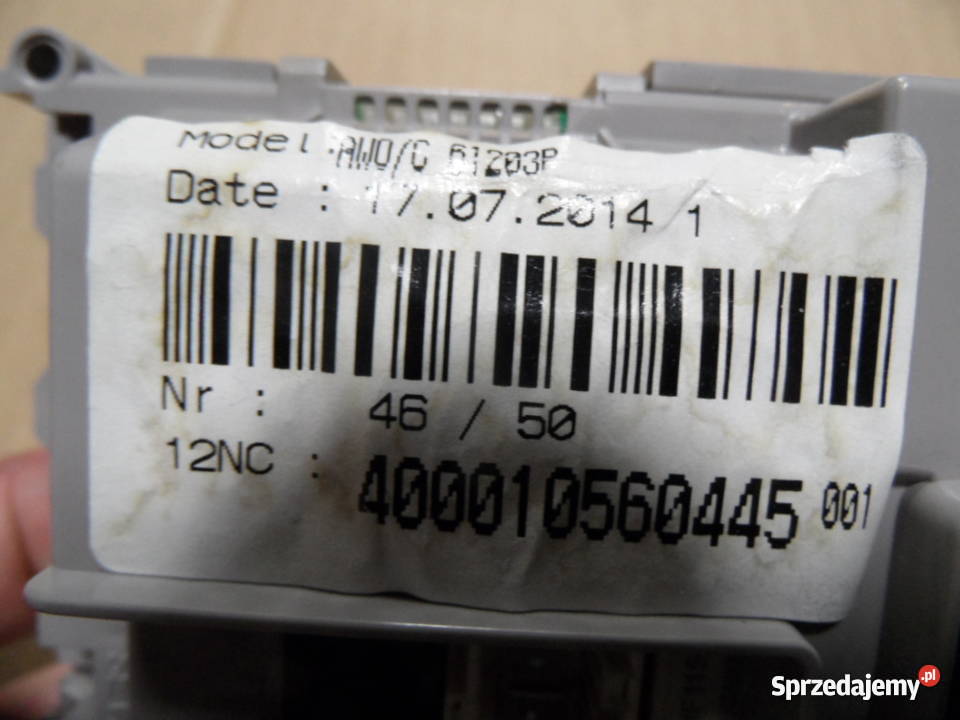 Model :AWO/C 61203P
Date : 17.07.2014 1
Nr : 46 / 50
12NC : 400010560445 001
Sprzedajemy.pl